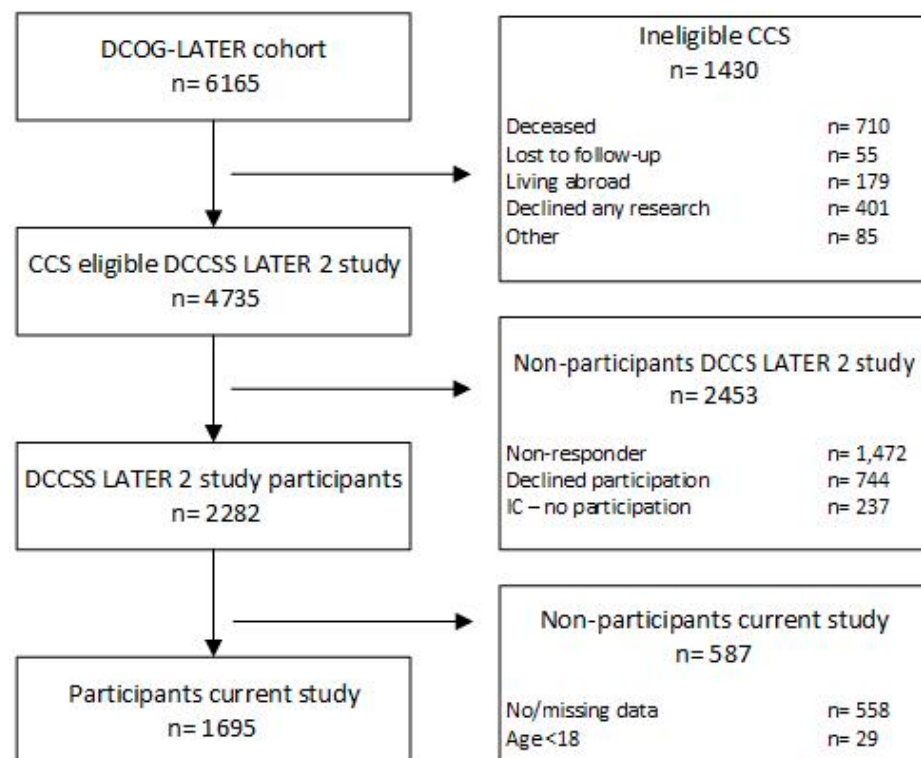 DCOG-LATER cohort
n= 6165
Ineligible CCS
n= 1430
Deceased n= 710
Lost to follow-up n= 55
Living abroad n= 179
Declined any research n= 401
Other n= 85
CCS eligible DCCSS LATER 2 study
n= 4735
Non-participants DCCS LATER 2 study
n= 2453
Non-responder n= 1,472
Declined participation n= 744
IC – no participation n= 237
DCCSS LATER 2 study participants
n= 2282
Non-participants current study
n= 587
No/missing data n= 558
Age <18 n= 29
Participants current study
n= 1695